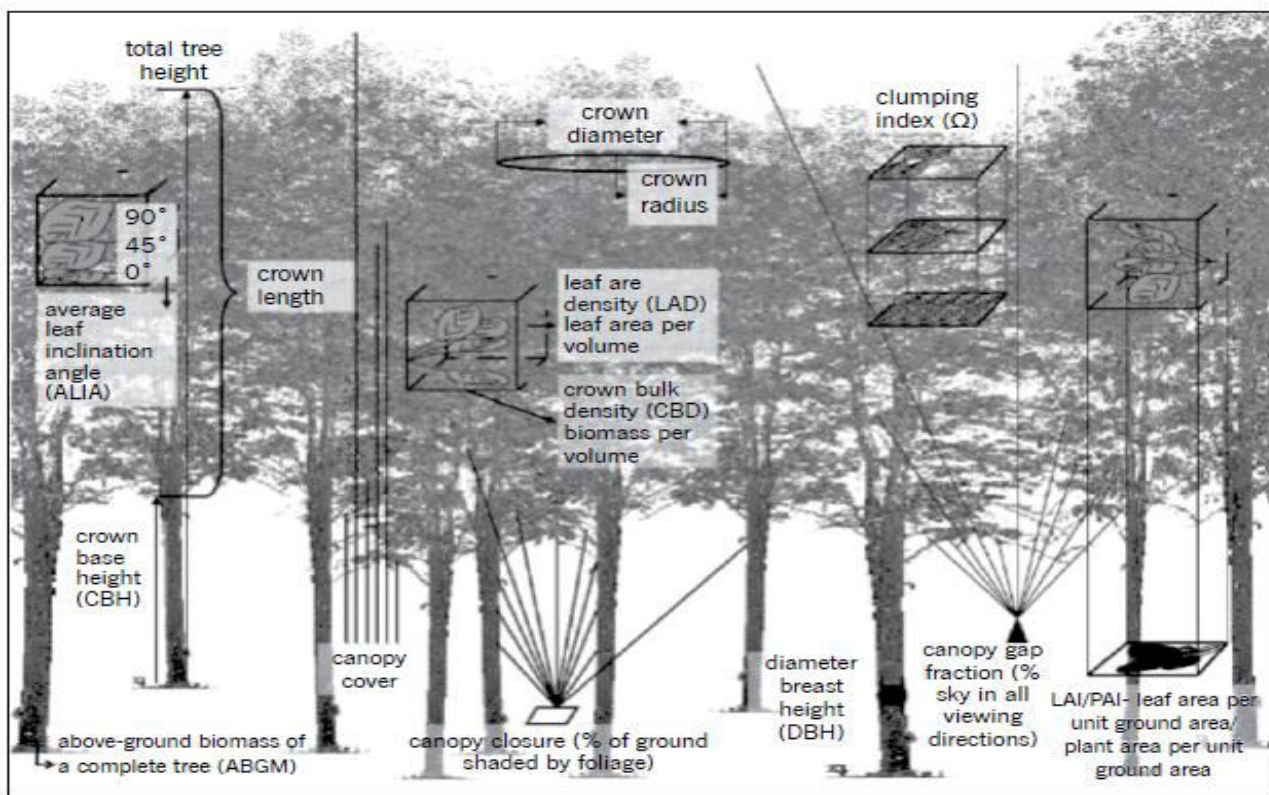 total tree
height
crown
diameter
crown
radius
clumping
index (Ω)
90°
45°
0°
average
leaf
inclination
angle
(ALIA)
crown
length
leaf are
density (LAD)
leaf area per
volume
crown bulk
density (CBD)
biomass per
volume
crown
base
height
(CBH)
canopy
cover
above-ground biomass of
a complete tree (ABGM)
canopy closure (% of ground
shaded by foliage)
diameter
breast
height
(DBH)
canopy gap
fraction (%
sky in all
viewing
directions)
LAI/PAI- leaf area per
unit ground area/
plant area per unit
ground area